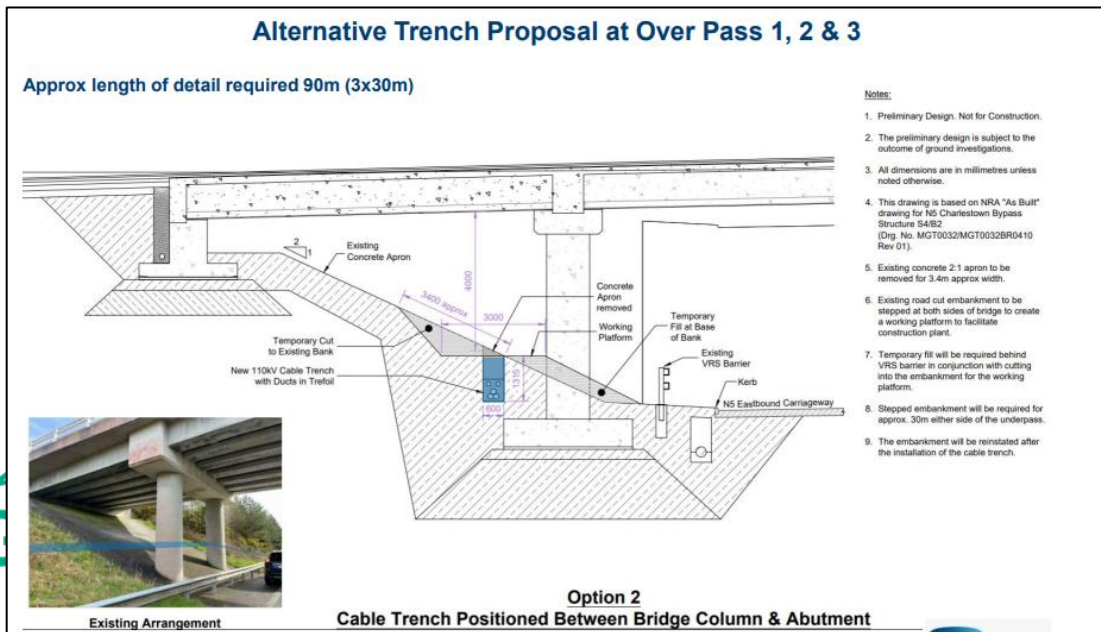 Alternative Trench Proposal at Over Pass 1, 2 & 3
Approx length of detail required 90m (3x30m)
Notes:
1. Preliminary Design. Not for Construction.
2. The preliminary design is subject to the
outcome of ground investigations.
3. All dimensions are in millimetres unless
noted otherwise.
4. This drawing is based on NRA "As Built"
drawing for N5 Charlestown Bypass
Structure S4/B2
(Drg. No. MGT0032/MGT0032BR0410
Rev 01).
5. Existing concrete 2:1 apron to be
removed for 3.4m approx width.
6. Existing road cut embankment to be
stepped at both sides of bridge to create
a working platform to facilitate
construction plant.
7. Temporary fill will be required behind
VRS barrier in conjunction with cutting
into the embankment for the working
platform.
8. Stepped embankment will be required for
approx. 30m either side of the underpass.
9. The embankment will be reinstated after
the installation of the cable trench.
2
1
Existing
Concrete Apron
4000
3400 approx
3000
Concrete
Apron
removed
Working
Platform
Temporary
Fill at Base
of Bank
Temporary Cut
to Existing Bank
New 110kV Cable Trench
with Ducts in Trefoil
1315
600
Existing
VRS Barrier
Kerb
N5 Eastbound Carriageway
Existing Arrangement
Option 2
Cable Trench Positioned Between Bridge Column & Abutment